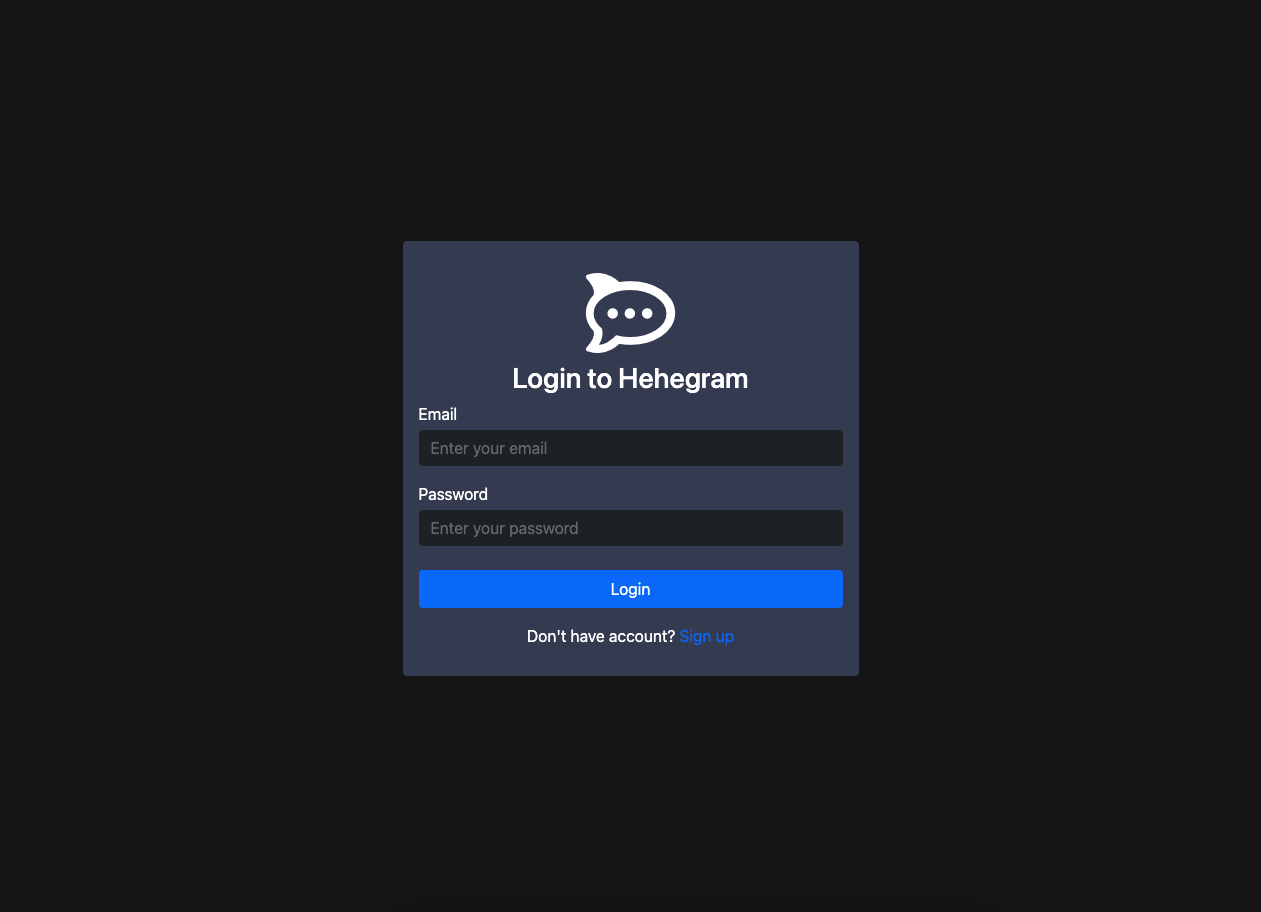 Login to Hehegram
Email
Enter your email
Password
Enter your password
Login
Don't have account? Sign up